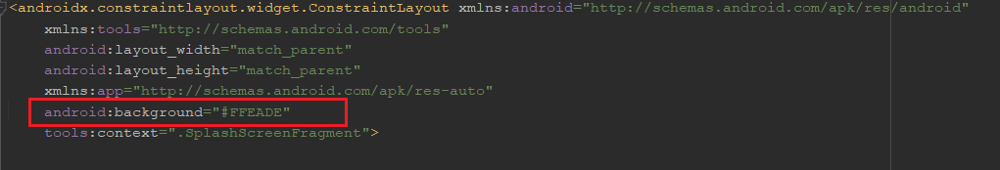 <androidx.constraintlayout.widget.ConstraintLayout xmlns:android="http://schemas.android.com/apk/res/android"
xmlns:tools="http://schemas.android.com/tools"
android:layout_width="match_parent"
android:layout_height="match_parent"
xmlns:app="http://schemas.android.com/apk/res-auto"
android:background="#FFEADE"
tools:context=".SplashScreenFragment">